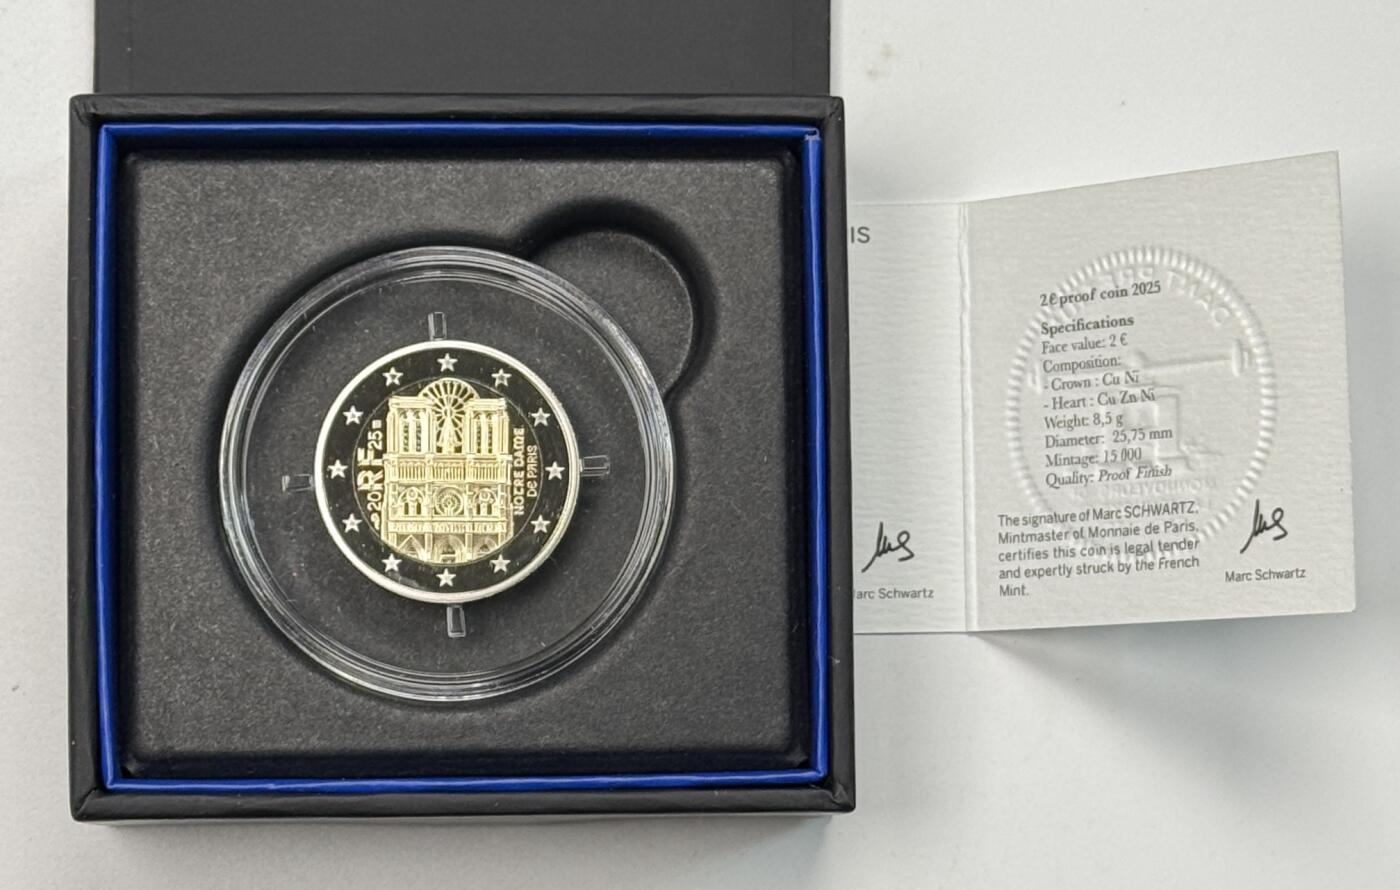 RF
2025
NOTRE DAME
DE PARIS
IS
arc Schwartz
2 € proof coin 2025
Specifications
Face value: 2 €
Composition:
- Crown : Cu Ni
- Heart : Cu Zn Ni
Weight: 8,5 g
Diameter: 25,75 mm
Mintage: 15 000
Quality: Proof Finish
The signature of Marc SCHWARTZ,
Mintmaster of Monnaie de Paris,
certifies this coin is legal tender
and expertly struck by the French
Mint.
Marc Schwartz